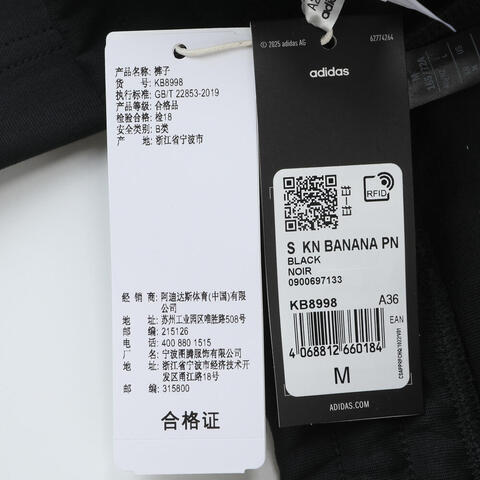 产品名称: 裤子
货 号: KB8998
执行标准: GB/T 22853-2019
产品等级: 合格品
检验合格: 检18
安全类别: B类
产 地: 浙江省宁波市
经 销 商: 阿迪达斯体育(中国)有限公司
地 址: 苏州工业园区唯胜路508号
邮 编: 215126
电 话: 400 880 1515
厂 名: 宁波图腾服饰有限公司
地 址: 浙江省宁波市经济技术开发区甬江路18号
邮 编: 315800
合格证
adidas
© 2025 adidas AG
62774264
adidas
RFID
S KN BANANA PN
BLACK
NOIR
0900697133
KB8998 A36
EAN
4 068812 660184
M
ADIDAS.COM